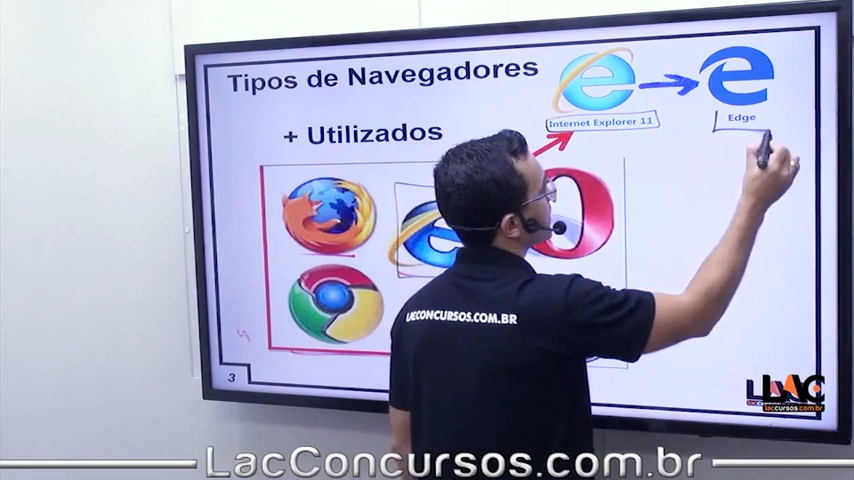 Tipos de Navegadores
+ Utilizados
Internet Explorer 11
Edge
LACCONCURSOS.COM.BR
3
LAC
laccursos.com.br
LacConcursos.com.br